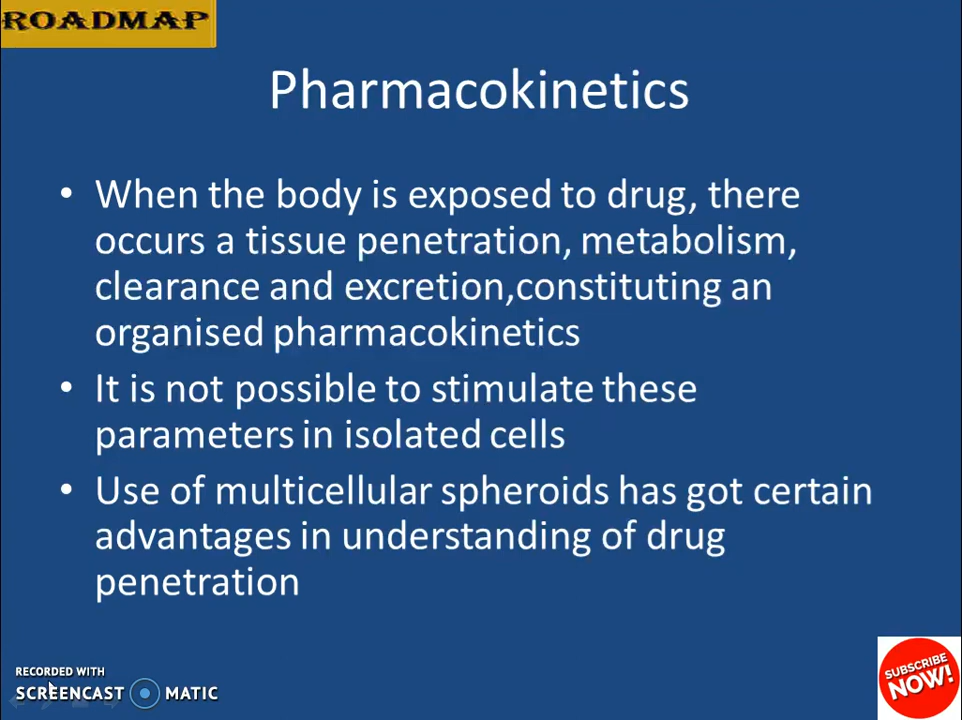 ROADMAP
Pharmacokinetics
• When the body is exposed to drug, there
occurs a tissue penetration, metabolism,
clearance and excretion,constituting an
organised pharmacokinetics
• It is not possible to stimulate these
parameters in isolated cells
• Use of multicellular spheroids has got certain
advantages in understanding of drug
penetration
RECORDED WITH
SCREENCAST MATIC
SUBSCRIBE
NOW!